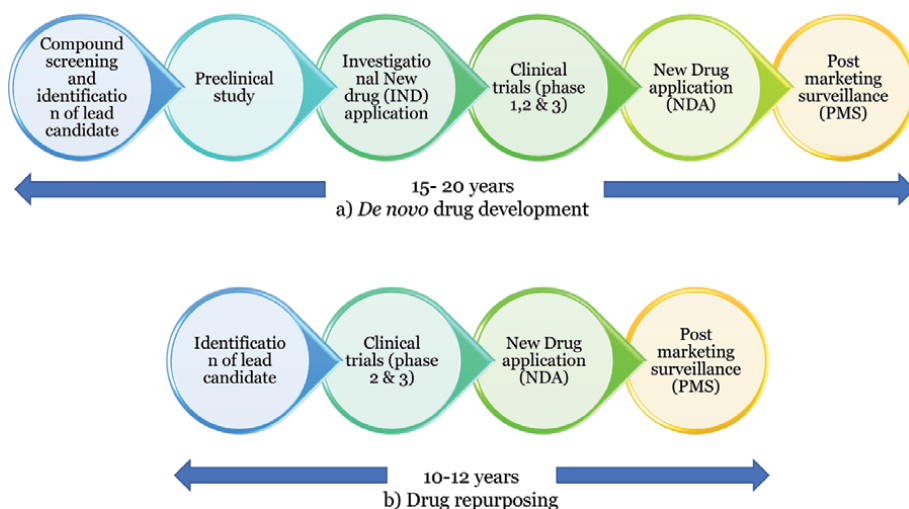 Compound
screening
and
identificatio
n of lead
candidate
Preclinical
study
Investigatio
nal New
drug (IND)
application
Clinical
trials (phase
1,2 & 3)
New Drug
application
(NDA)
Post
marketing
surveillance
(PMS)
15- 20 years
a) De novo drug development
Identificatio
n of lead
candidate
Clinical
trials (phase
2 & 3)
New Drug
application
(NDA)
Post
marketing
surveillance
(PMS)
10-12 years
b) Drug repurposing